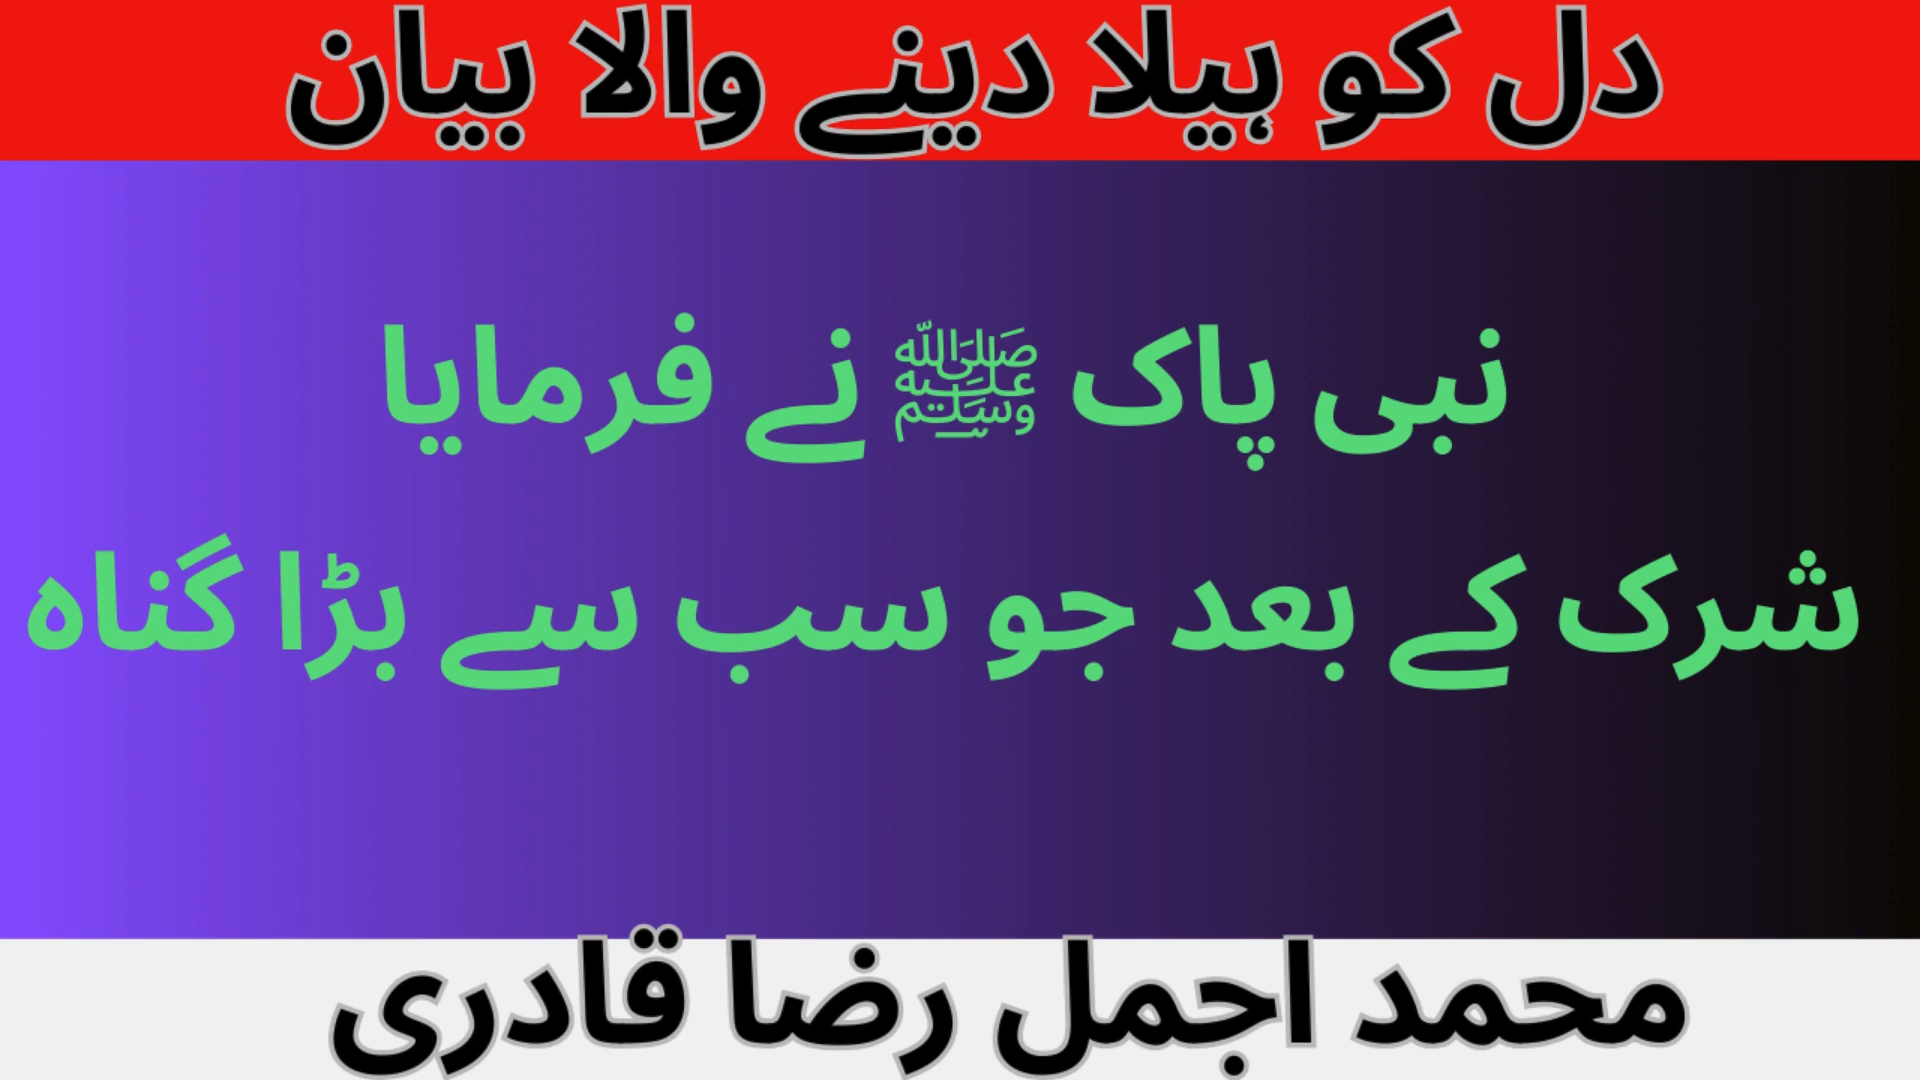 دل کو ہیلا دینے والا بیان
نبی پاک ﷺ نے فرمایا
شرک کے بعد جو سب سے بڑا گناہ
محمد اجمل رضا قادری